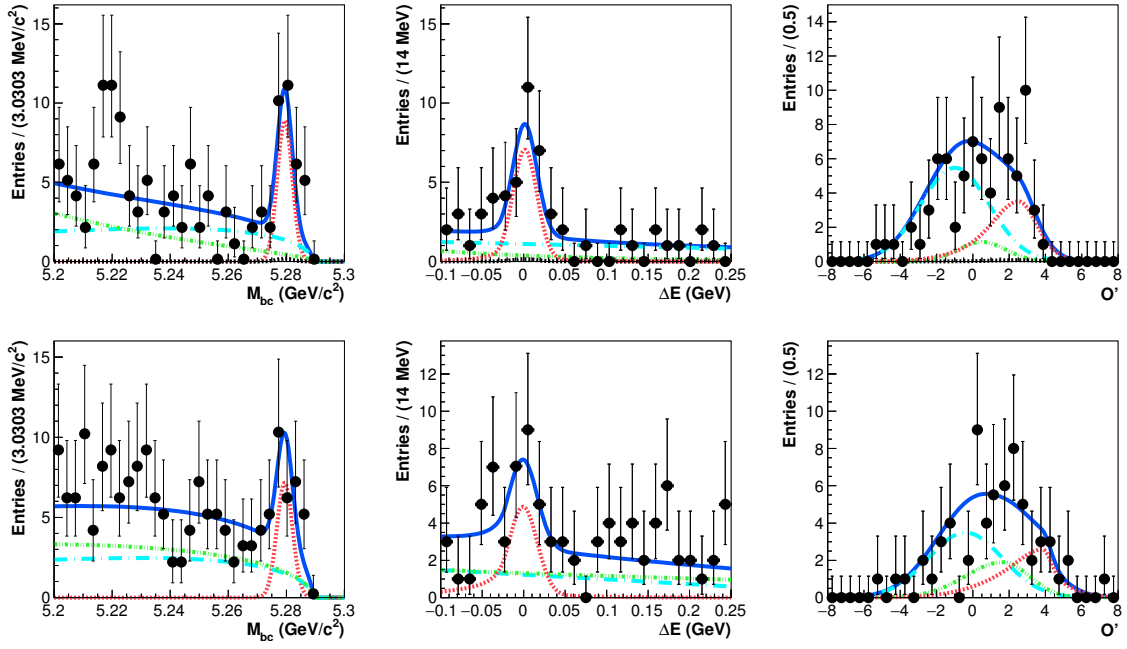 Entries / (3.0303 MeV/c²)
15
10
5
0
5.2 5.22 5.24 5.26 5.28 5.3
M_bc (GeV/c²)
Entries / (14 MeV)
15
10
5
0
−0.1 −0.05 0 0.05 0.1 0.15 0.2 0.25
ΔE (GeV)
Entries / (0.5)
14
12
10
8
6
4
2
0
−8 −6 −4 −2 0 2 4 6 8
O'
Entries / (3.0303 MeV/c²)
15
10
5
0
5.2 5.22 5.24 5.26 5.28 5.3
M_bc (GeV/c²)
Entries / (14 MeV)
12
10
8
6
4
2
0
−0.1 −0.05 0 0.05 0.1 0.15 0.2 0.25
ΔE (GeV)
Entries / (0.5)
12
10
8
6
4
2
0
−8 −6 −4 −2 0 2 4 6 8
O'